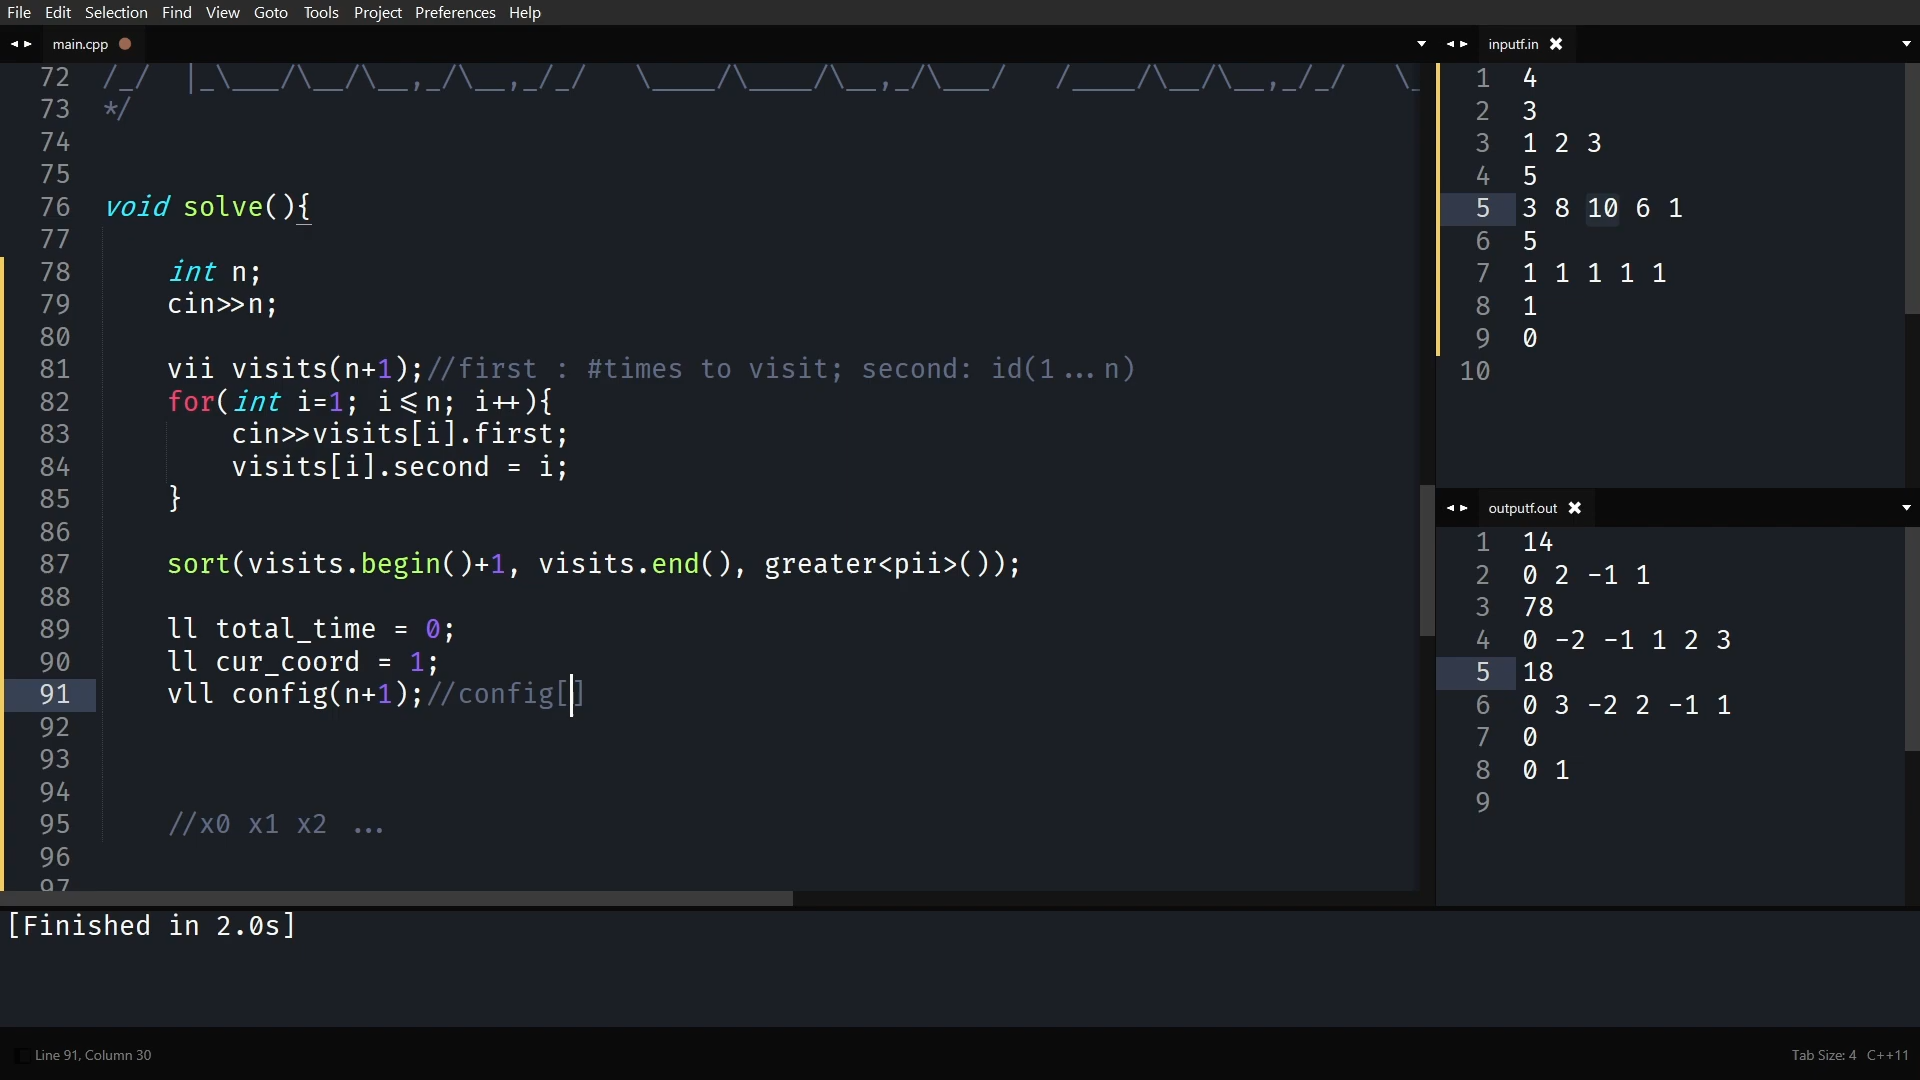 File Edit Selection Find View Goto Tools Project Preferences Help
main.cpp
72 /_/ |_\___/\__/\__,_/\__,_/_/ \____/\____/\__,_/\___/ /____/\__/\__,_/_/ \_
73 */
74
75
76 void solve(){
77
78 int n;
79 cin>>n;
80
81 vii visits(n+1);//first : #times to visit; second: id(1...n)
82 for(int i=1; i<=n; i++){
83 cin>>visits[i].first;
84 visits[i].second = i;
85 }
86
87 sort(visits.begin()+1, visits.end(), greater<pii>());
88
89 ll total_time = 0;
90 ll cur_coord = 1;
91 vll config(n+1);//config[]
92
93
94
95 //x0 x1 x2 ...
96
97
inputf.in
1 4
2 3
3 1 2 3
4 5
5 3 8 10 6 1
6 5
7 1 1 1 1 1
8 1
9 0
10
outputf.out
1 14
2 0 2 -1 1
3 78
4 0 -2 -1 1 2 3
5 18
6 0 3 -2 2 -1 1
7 0
8 0 1
9
[Finished in 2.0s]
Line 91, Column 30
Tab Size: 4 C++11